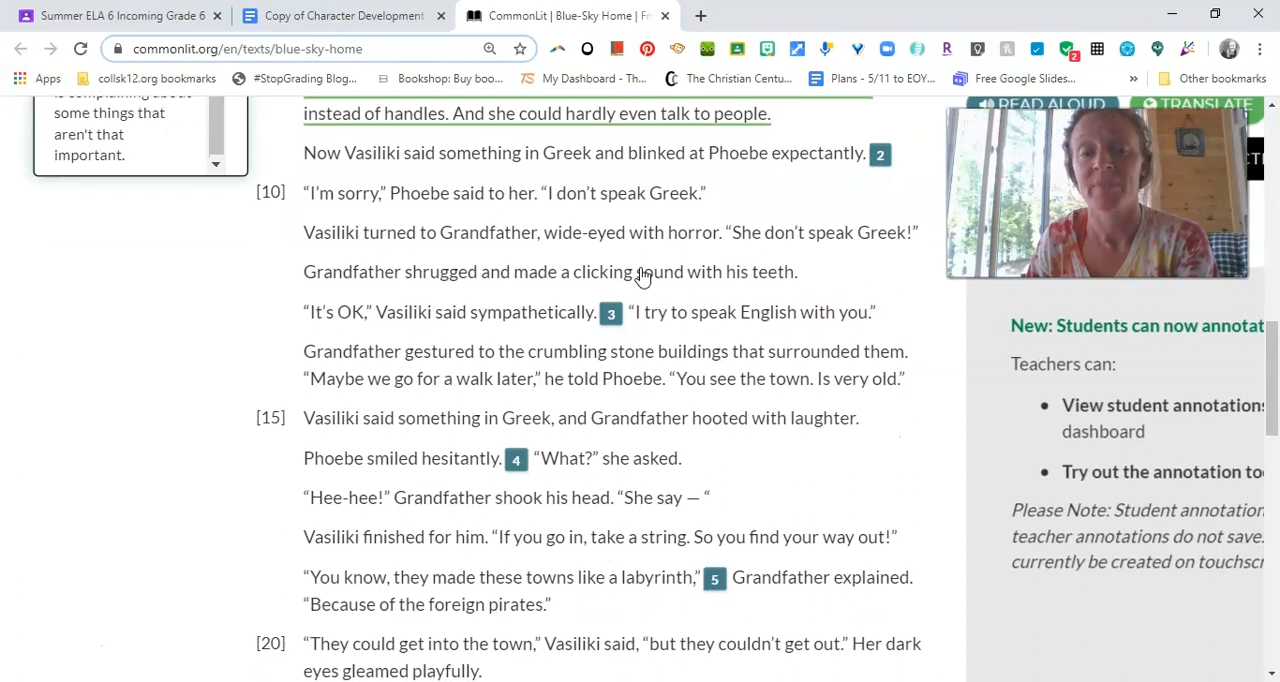 Summer ELA 6 Incoming Grade 6
Copy of Character Development
CommonLit | Blue-Sky Home | Fr
commonlit.org/en/texts/blue-sky-home
2
Apps
collsk12.org bookmarks
#StopGrading Blog...
Bookshop: Buy boo...
TS My Dashboard - Th...
The Christian Centu...
Plans - 5/11 to EOY...
Free Google Slides...
Other bookmarks
is complaining about
some things that
aren't that
important.
instead of handles. And she could hardly even talk to people.
READ ALOUD
TRANSLATE
Now Vasiliki said something in Greek and blinked at Phoebe expectantly. 2
[10] “I’m sorry,” Phoebe said to her. “I don’t speak Greek.”
Vasiliki turned to Grandfather, wide-eyed with horror. “She don’t speak Greek!”
Grandfather shrugged and made a clicking sound with his teeth.
“It’s OK,” Vasiliki said sympathetically. 3 “I try to speak English with you.”
Grandfather gestured to the crumbling stone buildings that surrounded them.
“Maybe we go for a walk later,” he told Phoebe. “You see the town. Is very old.”
[15] Vasiliki said something in Greek, and Grandfather hooted with laughter.
Phoebe smiled hesitantly. 4 “What?” she asked.
“Hee-hee!” Grandfather shook his head. “She say — “
Vasiliki finished for him. “If you go in, take a string. So you find your way out!”
“You know, they made these towns like a labyrinth,” 5 Grandfather explained.
“Because of the foreign pirates.”
[20] “They could get into the town,” Vasiliki said, “but they couldn’t get out.” Her dark
eyes gleamed playfully.
New: Students can now annotat
Teachers can:
• View student annotations
dashboard
• Try out the annotation to
Please Note: Student annotation
teacher annotations do not save.
currently be created on touchscr